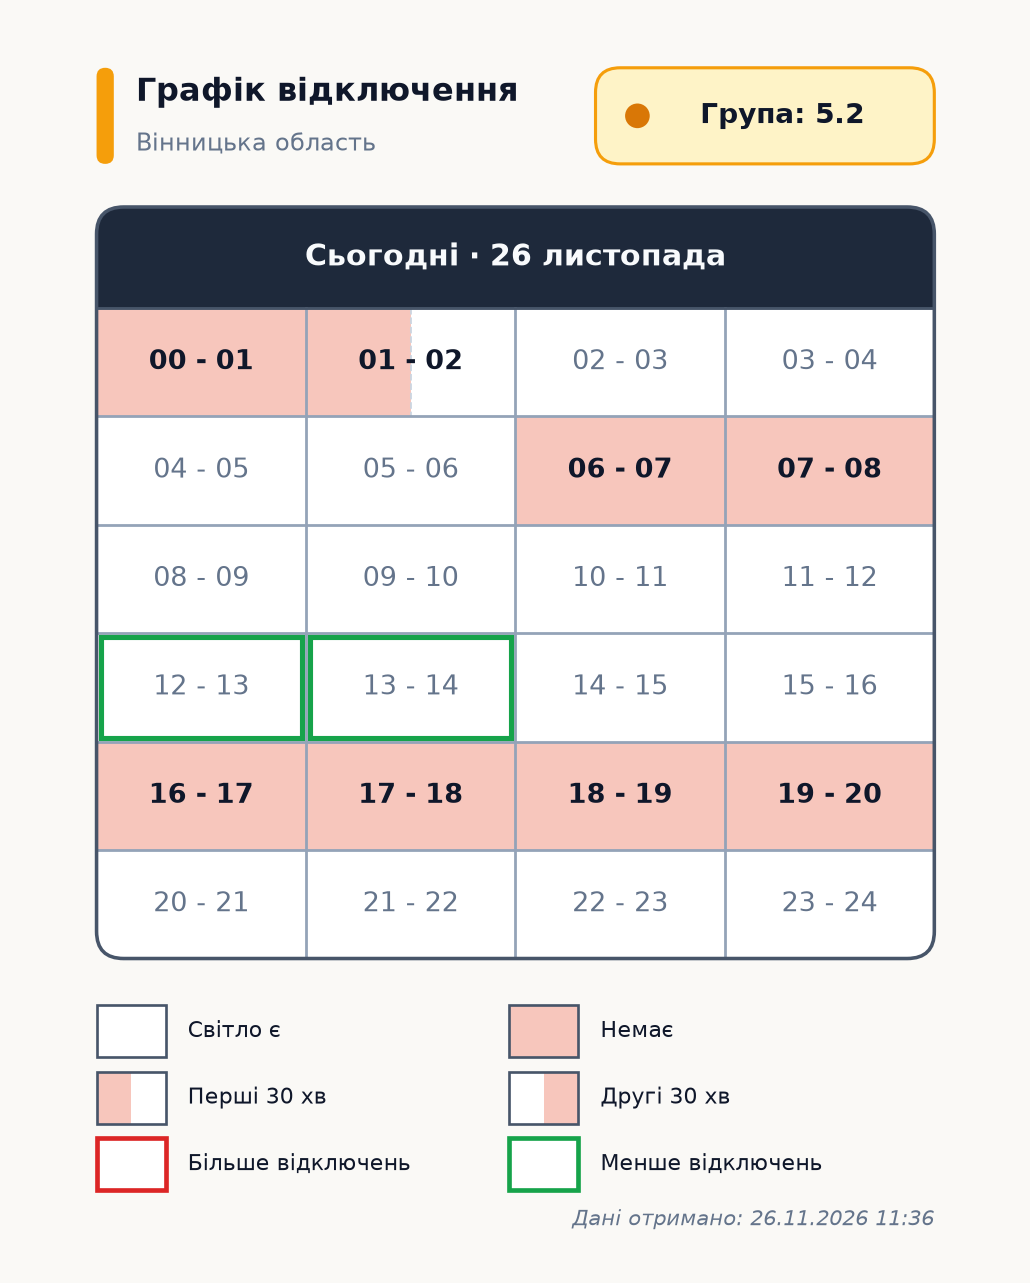 Графік відключення
Вінницька область
Група: 5.2
Сьогодні · 26 листопада
00 - 01 01 - 02 02 - 03 03 - 04
04 - 05 05 - 06 06 - 07 07 - 08
08 - 09 09 - 10 10 - 11 11 - 12
12 - 13 13 - 14 14 - 15 15 - 16
16 - 17 17 - 18 18 - 19 19 - 20
20 - 21 21 - 22 22 - 23 23 - 24
Світло є Немає
Перші 30 хв Другі 30 хв
Більше відключень Менше відключень
Дані отримано: 26.11.2026 11:36